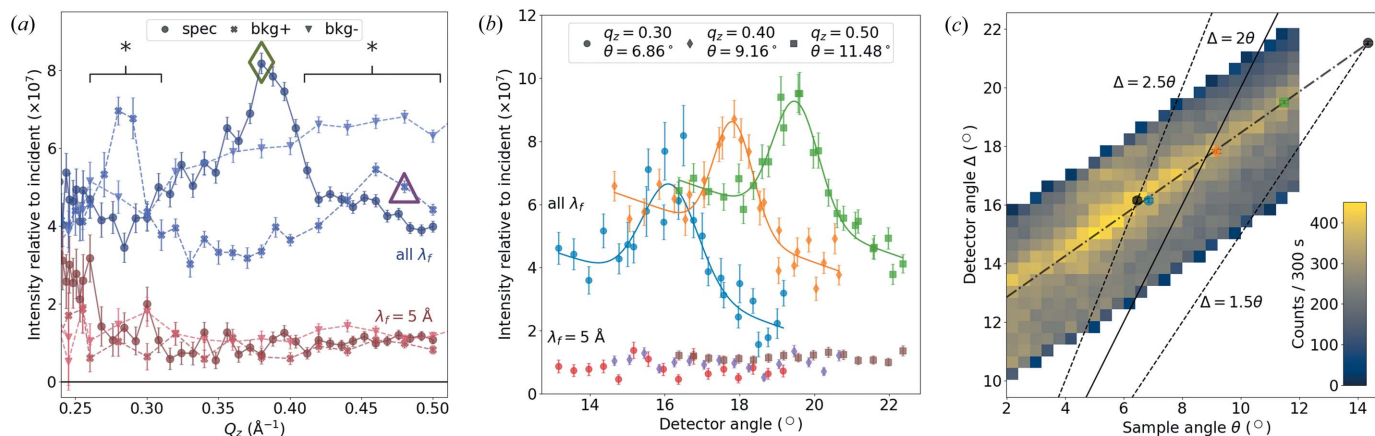 (a)
spec bkg+ bkg-
*
*
8
6
4
2
0
Intensity relative to incident (×10⁷)
all λf
λf = 5 Å
0.24 0.30 0.35 0.40 0.45 0.50
Qz (Å⁻¹)
(b)
qz = 0.30 qz = 0.40 qz = 0.50
θ = 6.86° θ = 9.16° θ = 11.48°
12
10
8
6
4
2
0
Intensity relative to incident (×10⁷)
all λf
λf = 5 Å
14 16 18 20 22
Detector angle (°)
(c)
22
20
18
16
14
12
10
Detector angle Δ (°)
Δ = 2θ
Δ = 2.5θ
Δ = 1.5θ
400
300
200
100
0
Counts / 300 s
2 4 6 8 10 12 14
Sample angle θ (°)